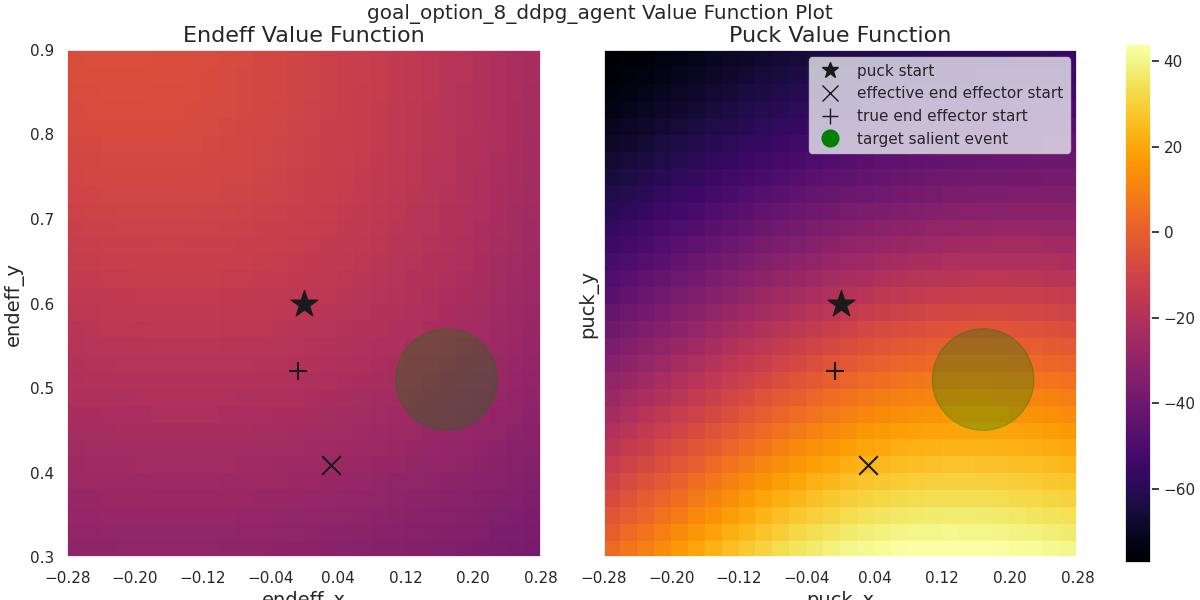 goal_option_8_ddpg_agent Value Function Plot
Endeff Value Function
Puck Value Function
0.9
0.8
0.7
0.6
0.5
0.4
0.3
endeff_y
−0.28 −0.20 −0.12 −0.04 0.04 0.12 0.20 0.28
endeff_x
puck start
effective end effector start
true end effector start
target salient event
puck_y
−0.28 −0.20 −0.12 −0.04 0.04 0.12 0.20 0.28
puck_x
40
20
0
−20
−40
−60